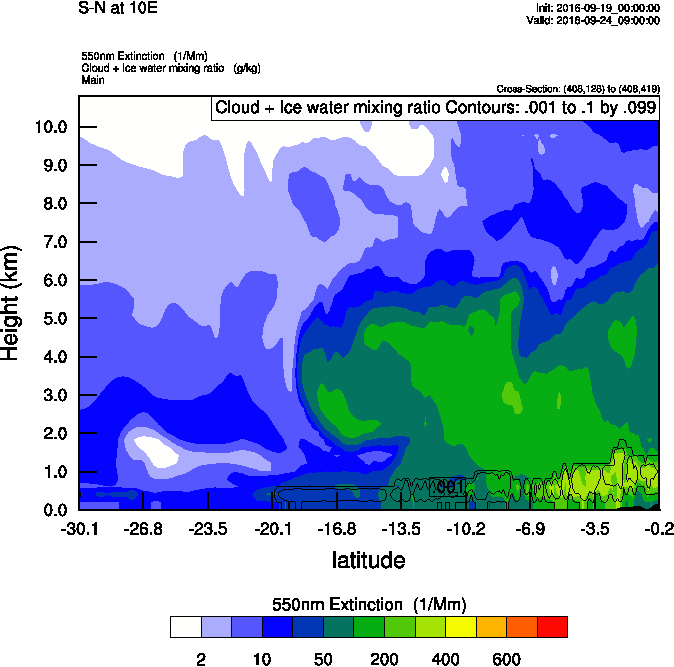 S-N at 10E
Init: 2016-09-19_00:00:00
Valid: 2016-09-24_09:00:00
550nm Extinction (1/Mm)
Cloud + Ice water mixing ratio (g/kg)
Main
Cross-Section: (408,128) to (408,419)
Cloud + Ice water mixing ratio Contours: .001 to .1 by .099
10.0
9.0
8.0
7.0
6.0
5.0
4.0
3.0
2.0
1.0
0.0
Height (km)
.001
-30.1 -26.8 -23.5 -20.1 -16.8 -13.5 -10.2 -6.9 -3.5 -0.2
latitude
550nm Extinction (1/Mm)
2 10 50 200 400 600